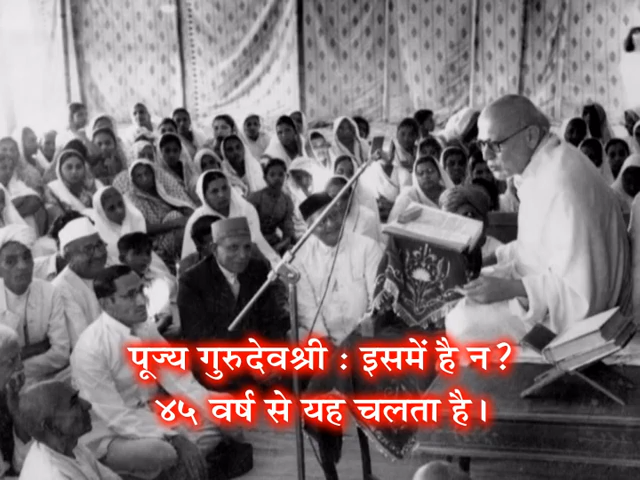 पूज्य गुरुदेवश्री : इसमें है न?
४५ वर्ष से यह चलता है।